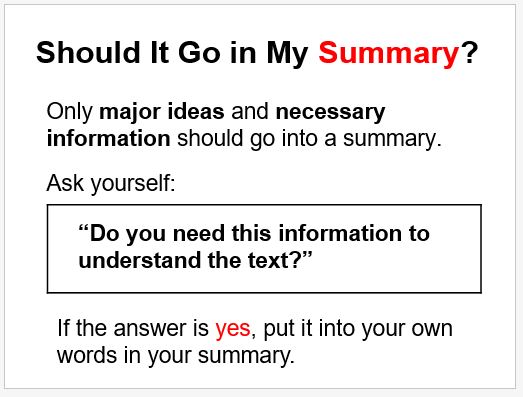 Should It Go in My Summary?
Only major ideas and necessary
information should go into a summary.
Ask yourself:
“Do you need this information to
understand the text?”
If the answer is yes, put it into your own
words in your summary.